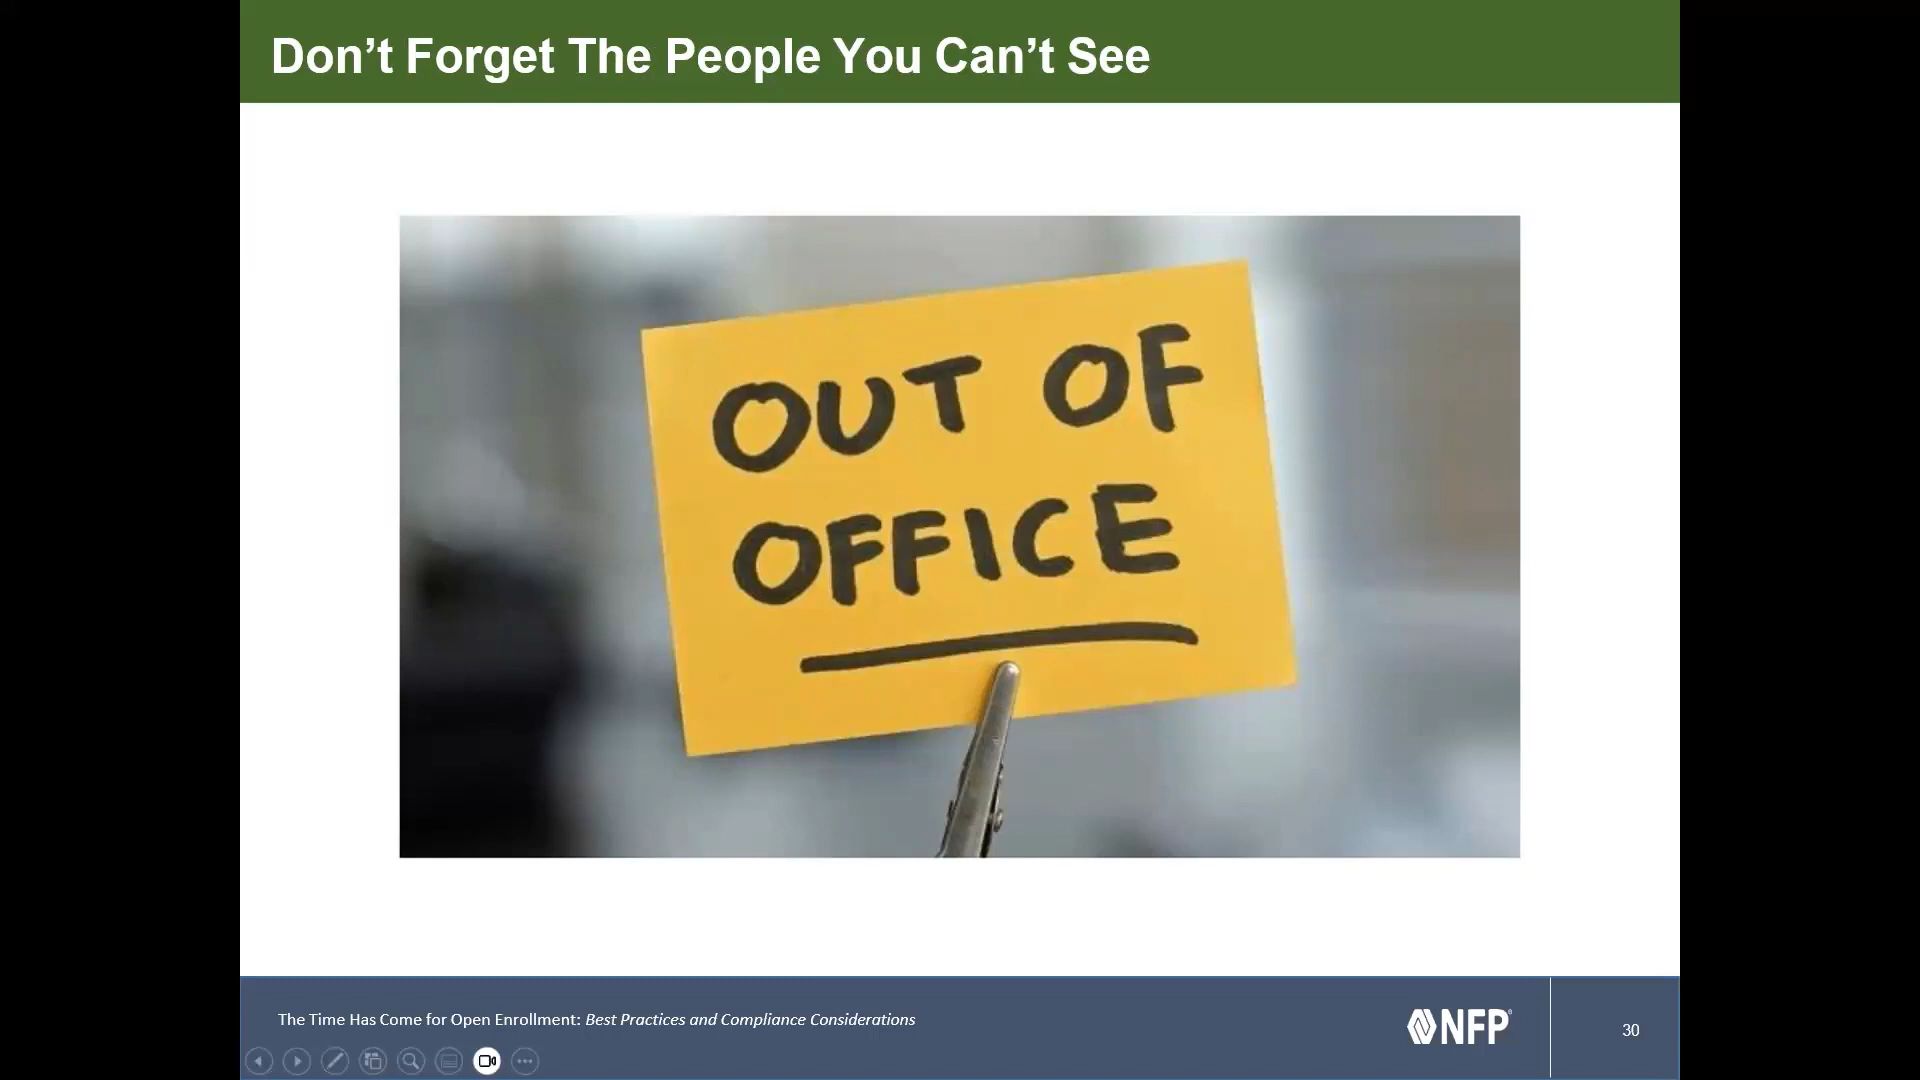 Don’t Forget The People You Can’t See
OUT OF
OFFICE
The Time Has Come for Open Enrollment: Best Practices and Compliance Considerations
NFP
30